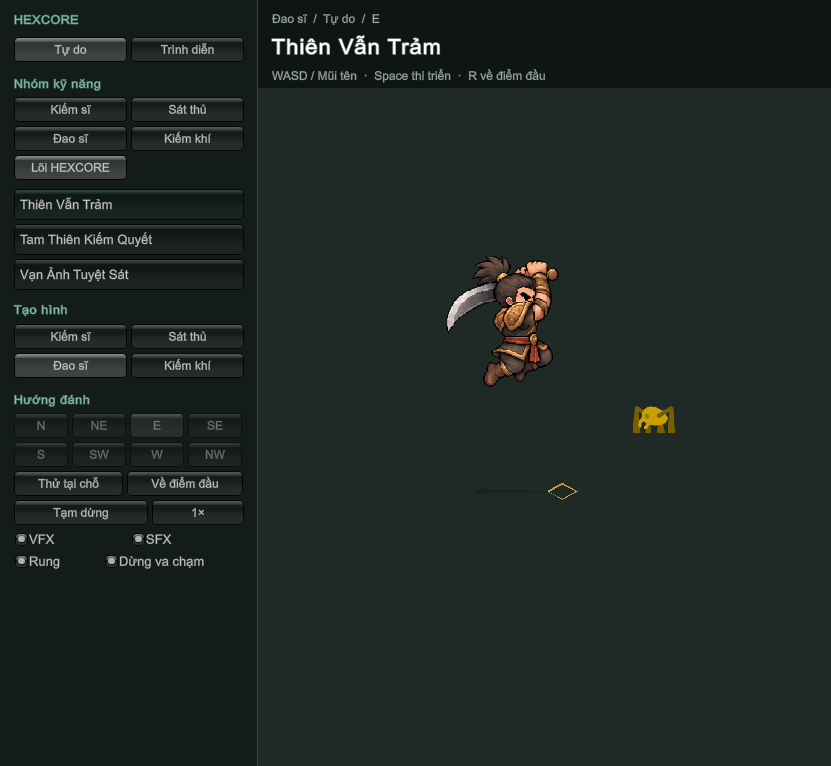 HEXCORE
Tự do Trình diễn
Nhóm kỹ năng
Kiếm sĩ Sát thủ
Đao sĩ Kiếm khí
Lõi HEXCORE
Thiên Vẫn Trảm
Tam Thiên Kiếm Quyết
Vạn Ảnh Tuyệt Sát
Tạo hình
Kiếm sĩ Sát thủ
Đao sĩ Kiếm khí
Hướng đánh
N NE E SE
S SW W NW
Thử tại chỗ Về điểm đầu
Tạm dừng 1×
VFX SFX
Rung Dừng va chạm
Đao sĩ / Tự do / E
Thiên Vẫn Trảm
WASD / Mũi tên · Space thi triển · R về điểm đầu